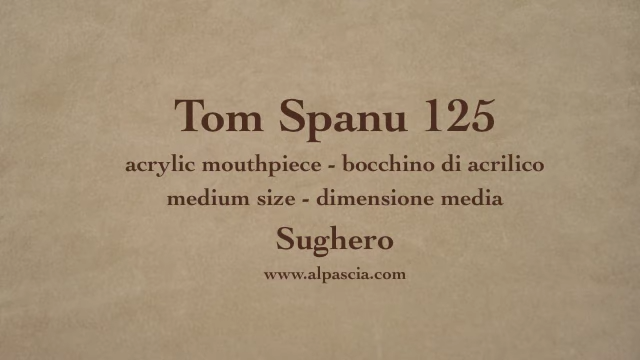 Tom Spanu 125
acrylic mouthpiece - bocchino di acrilico
medium size - dimensione media
Sughero
www.alpascia.com